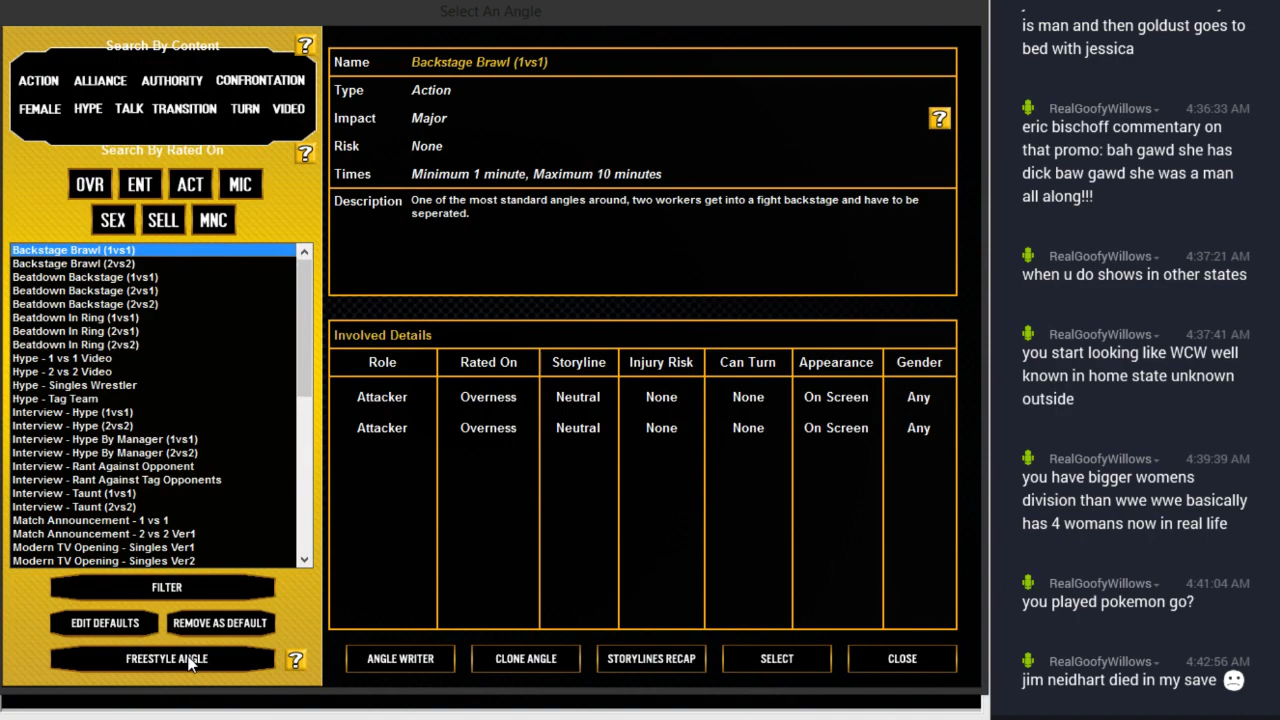 Select An Angle
Search By Content
?
ACTION ALLIANCE AUTHORITY CONFRONTATION
FEMALE HYPE TALK TRANSITION TURN VIDEO
Search By Rated On
?
OVR ENT ACT MIC
SEX SELL MNC
Backstage Brawl (1vs1)
Backstage Brawl (2vs2)
Beatdown Backstage (1vs1)
Beatdown Backstage (2vs1)
Beatdown Backstage (2vs2)
Beatdown In Ring (1vs1)
Beatdown In Ring (2vs1)
Beatdown In Ring (2vs2)
Hype - 1 vs 1 Video
Hype - 2 vs 2 Video
Hype - Singles Wrestler
Hype - Tag Team
Interview - Hype (1vs1)
Interview - Hype (2vs2)
Interview - Hype By Manager (1vs1)
Interview - Hype By Manager (2vs2)
Interview - Rant Against Opponent
Interview - Rant Against Tag Opponents
Interview - Taunt (1vs1)
Interview - Taunt (2vs2)
Match Announcement - 1 vs 1
Match Announcement - 2 vs 2 Ver1
Modern TV Opening - Singles Ver1
Modern TV Opening - Singles Ver2
FILTER
EDIT DEFAULTS REMOVE AS DEFAULT
FREESTYLE ANGLE ?
Name Backstage Brawl (1vs1)
Type Action
Impact Major
?
Risk None
Times Minimum 1 minute, Maximum 10 minutes
Description One of the most standard angles around, two workers get into a fight backstage and have to be
seperated.
Involved Details
Role Rated On Storyline Injury Risk Can Turn Appearance Gender
Attacker Overness Neutral None None On Screen Any
Attacker Overness Neutral None None On Screen Any
ANGLE WRITER CLONE ANGLE STORYLINES RECAP SELECT CLOSE
is man and then goldust goes to
bed with jessica
RealGoofyWillows 4:36:33 AM
eric bischoff commentary on
that promo: bah gawd she has
dick baw gawd she was a man
all along!!!
RealGoofyWillows 4:37:21 AM
when u do shows in other states
RealGoofyWillows 4:37:41 AM
you start looking like WCW well
known in home state unknown
outside
RealGoofyWillows 4:39:39 AM
you have bigger womens
division than wwe wwe basically
has 4 womans now in real life
RealGoofyWillows 4:41:04 AM
you played pokemon go?
RealGoofyWillows 4:42:56 AM
jim neidhart died in my save